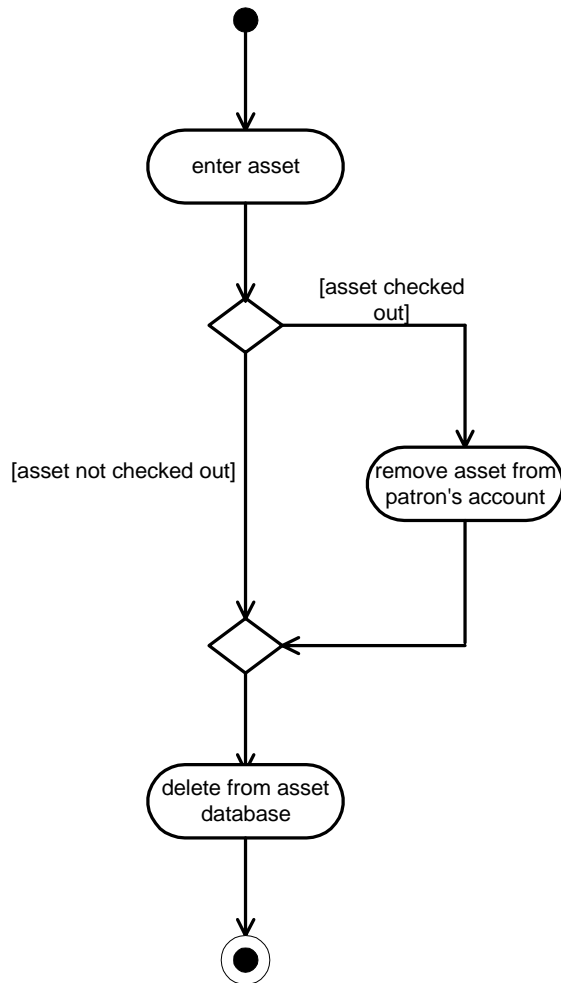 enter asset
[asset checked
out]
[asset not checked out]
remove asset from
patron's account
delete from asset
database